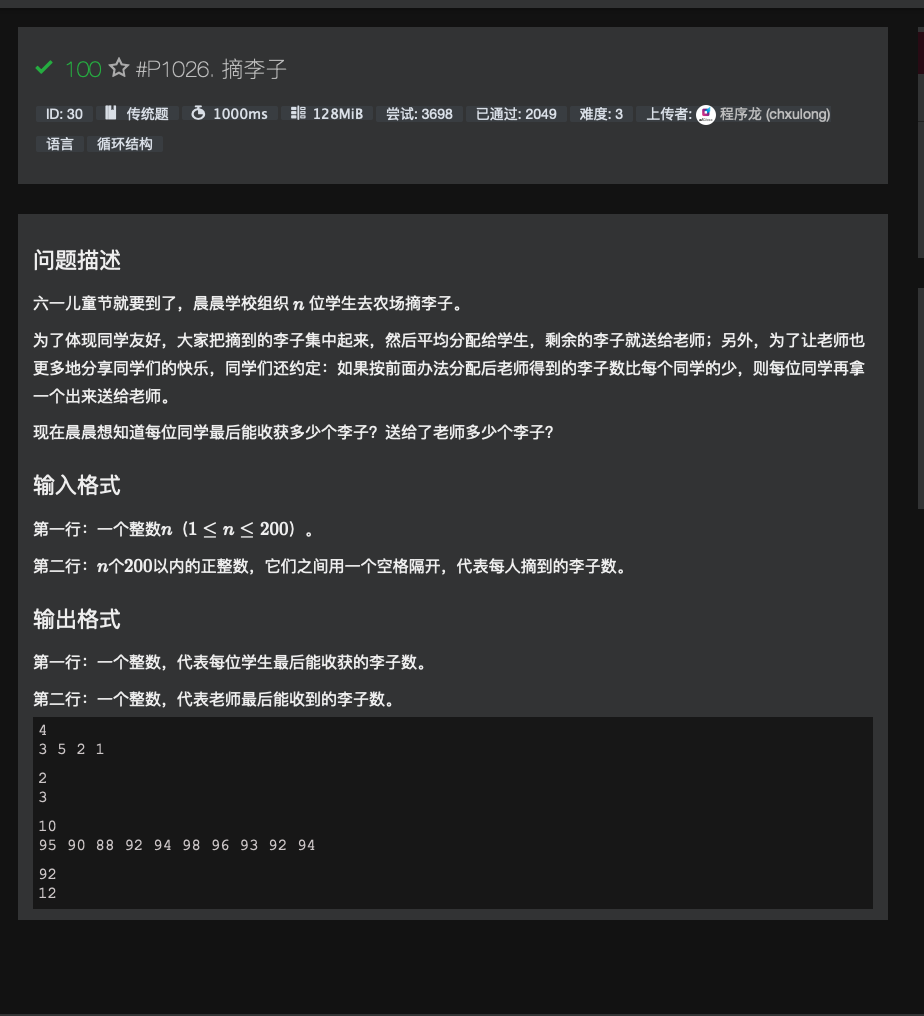 100 #P1026. 摘李子
ID: 30 传统题 1000ms 128MiB 尝试: 3698 已通过: 2049 难度: 3 上传者: 程序龙 (chxulong)
语言 循环结构
问题描述
六一儿童节就要到了，晨晨学校组织 n 位学生去农场摘李子。
为了体现同学友好，大家把摘到的李子集中起来，然后平均分配给学生，剩余的李子就送给老师；另外，为了让老师也
更多地分享同学们的快乐，同学们还约定：如果按前面办法分配后老师得到的李子数比每个同学的少，则每位同学再拿
一个出来送给老师。
现在晨晨想知道每位同学最后能收获多少个李子？送给了老师多少个李子？
输入格式
第一行：一个整数n（1 ≤ n ≤ 200）。
第二行：n个200以内的正整数，它们之间用一个空格隔开，代表每人摘到的李子数。
输出格式
第一行：一个整数，代表每位学生最后能收获的李子数。
第二行：一个整数，代表老师最后能收到的李子数。
4
3 5 2 1
2
3
10
95 90 88 92 94 98 96 93 92 94
92
12